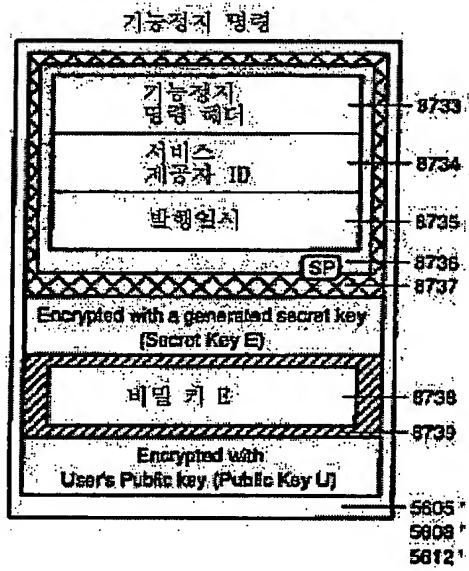 기능정지 명령
기능정지
명령 헤더
8733
서비스
제공자 ID
8734
발행일시
8735
SP
8736
8737
Encrypted with a generated secret key
(Secret Key E)
비밀 키 E
8738
8739
Encrypted with
User's Public key (Public Key U)
5605"
5609"
5612"